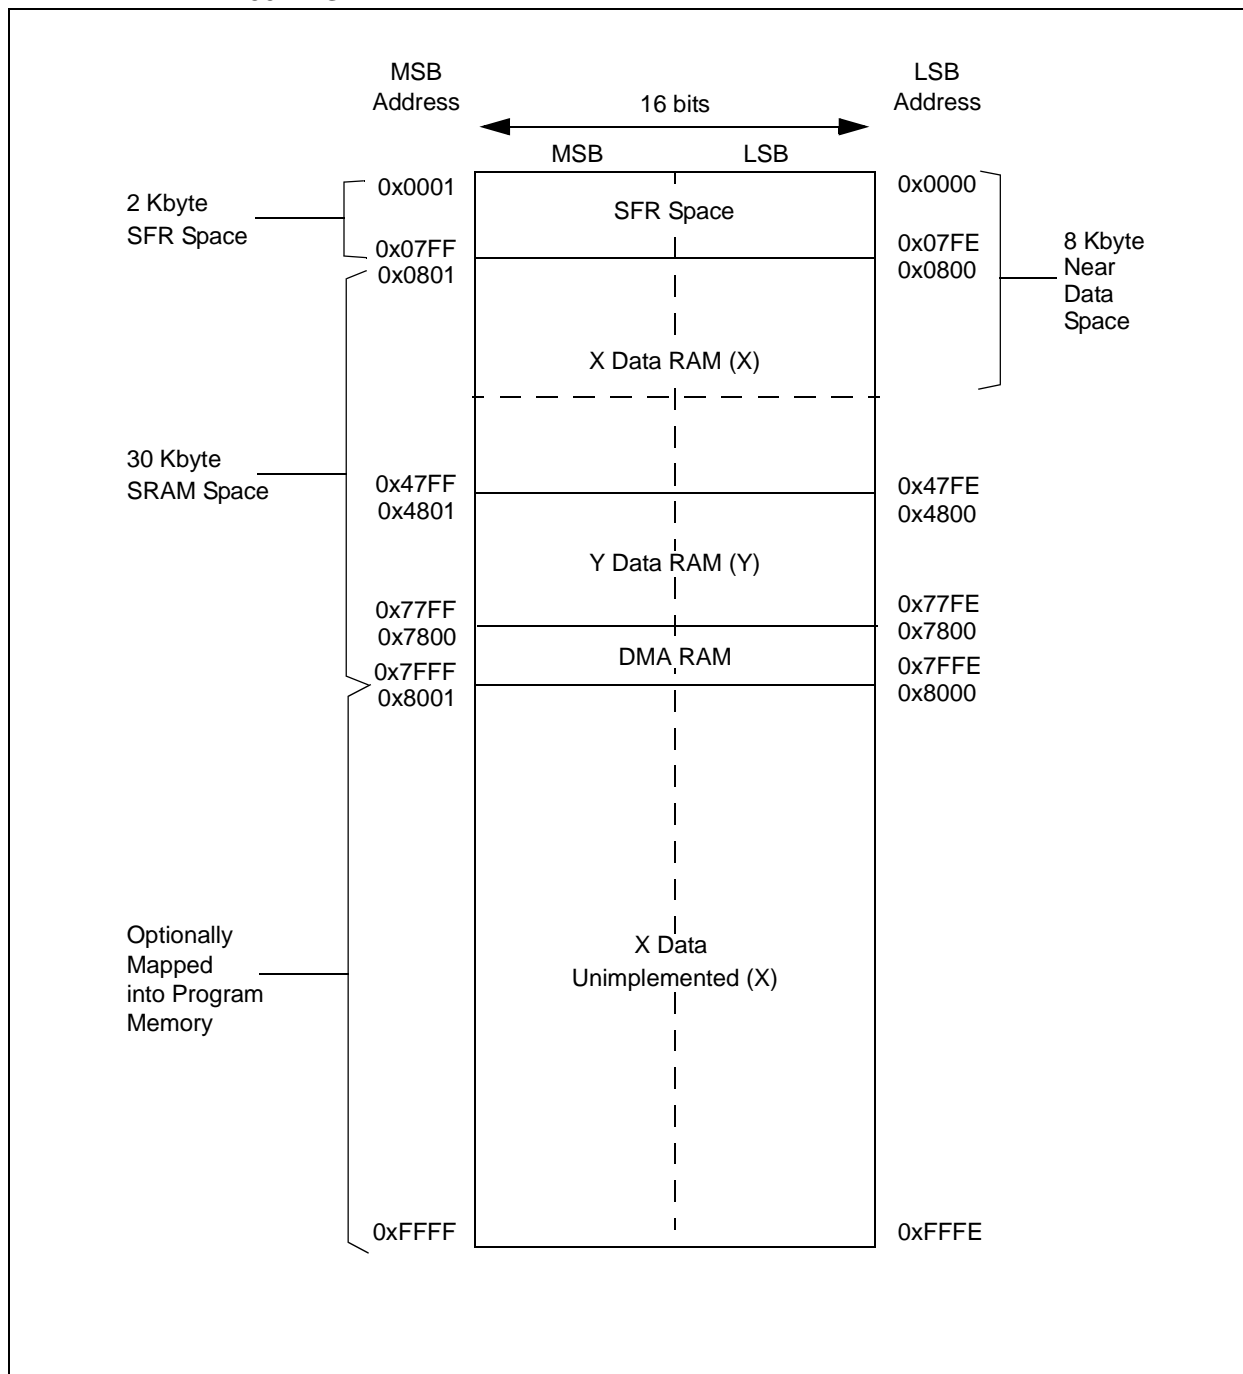 MSB
Address
LSB
Address
16 bits
MSB
LSB
2 Kbyte
SFR Space
0x0001
0x07FF
0x0801
SFR Space
0x0000
0x07FE
0x0800
8 Kbyte
Near
Data
Space
X Data RAM (X)
30 Kbyte
SRAM Space
0x47FF
0x4801
0x47FE
0x4800
Y Data RAM (Y)
0x77FF
0x7800
0x77FE
0x7800
DMA RAM
0x7FFF
0x8001
0x7FFE
0x8000
Optionally
Mapped
into Program
Memory
X Data
Unimplemented (X)
0xFFFF
0xFFFE